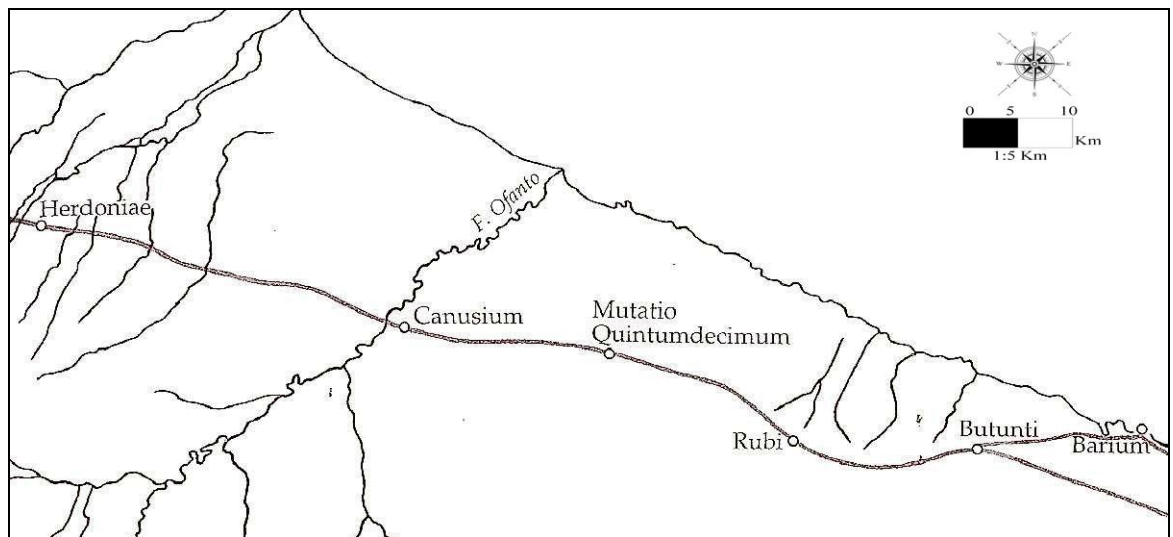 N
W E
S
0 5 10
Km
1:5 Km
F. Ofanto
Herdoniae
Canusium
Mutatio
Quintumdecimum
Rubi
Butunti
Barium